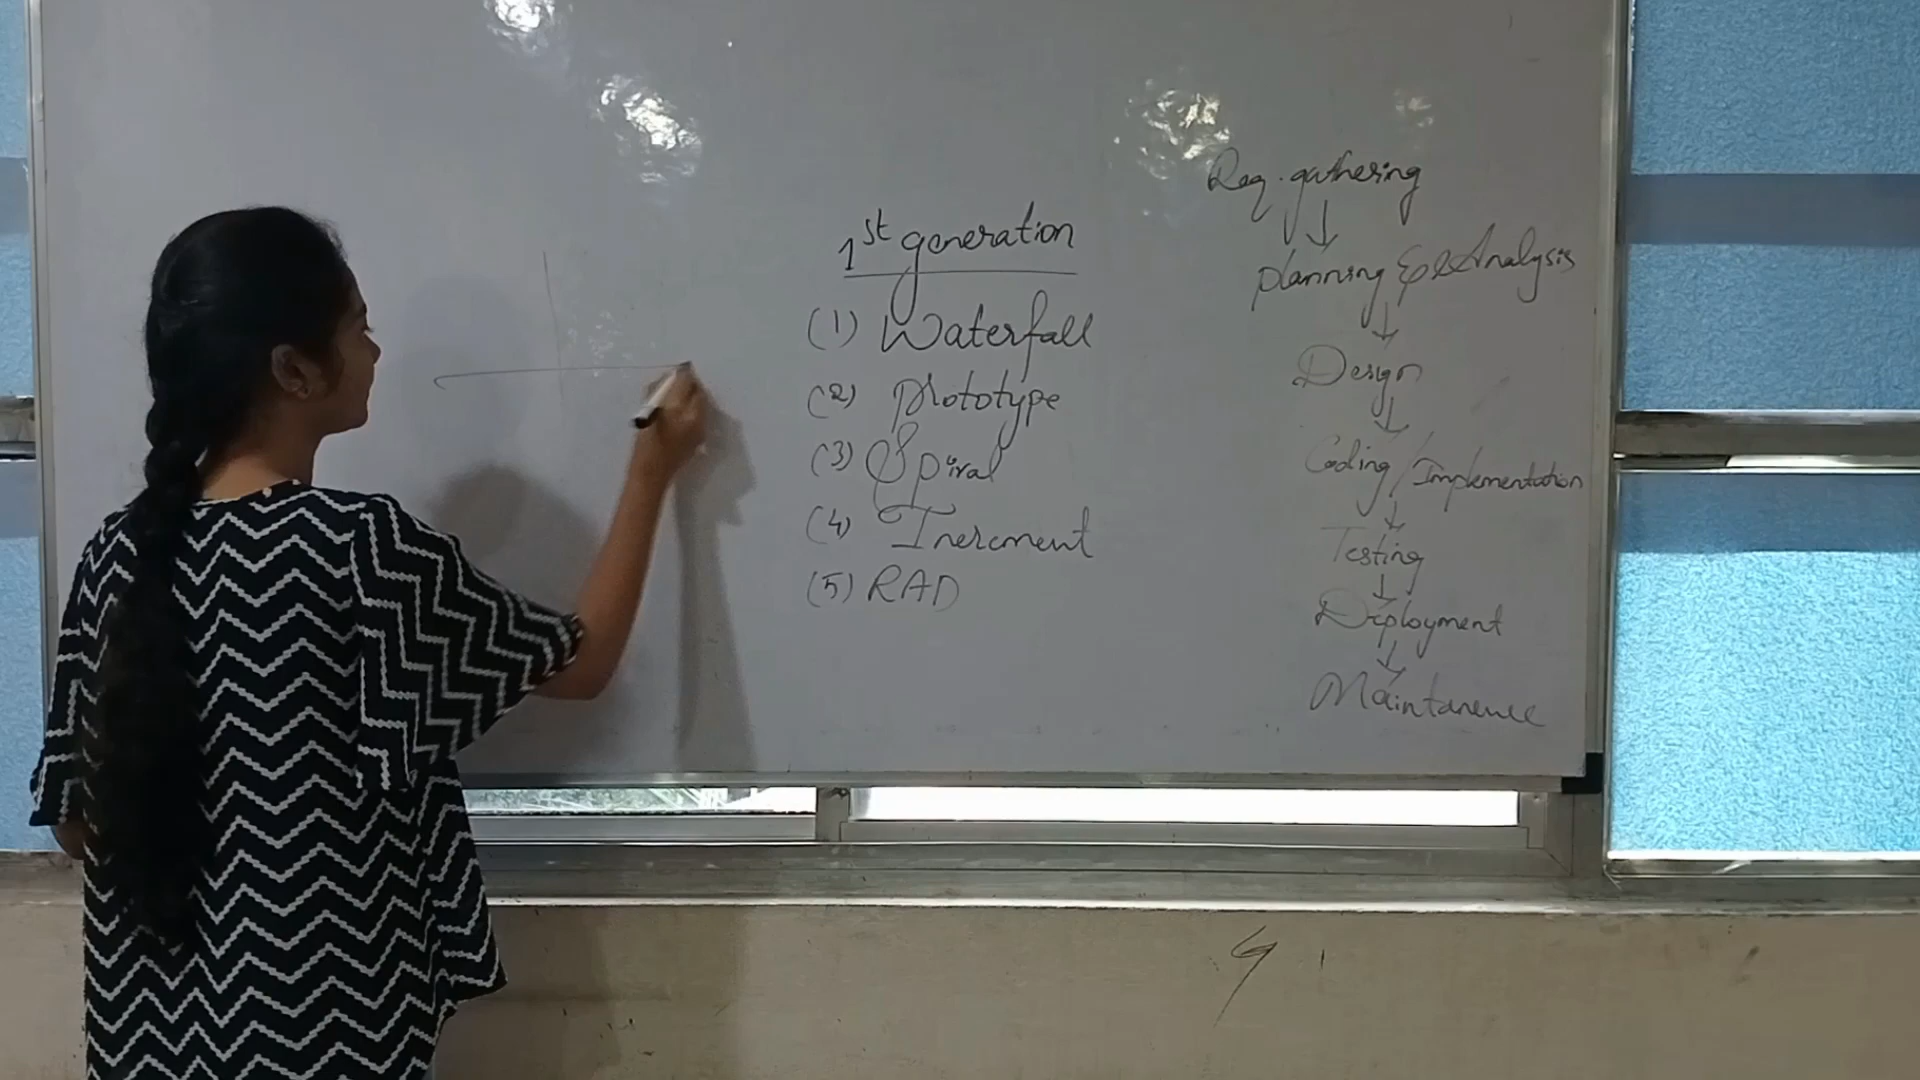 1st generation
(1) Waterfall
(2) Prototype
(3) Spiral
(4) Increment
(5) RAD
Req. gathering
↓
Planning & Analysis
↓
Design
↓
Coding / Implementation
↓
Testing
↓
Deployment
↓
Maintanence